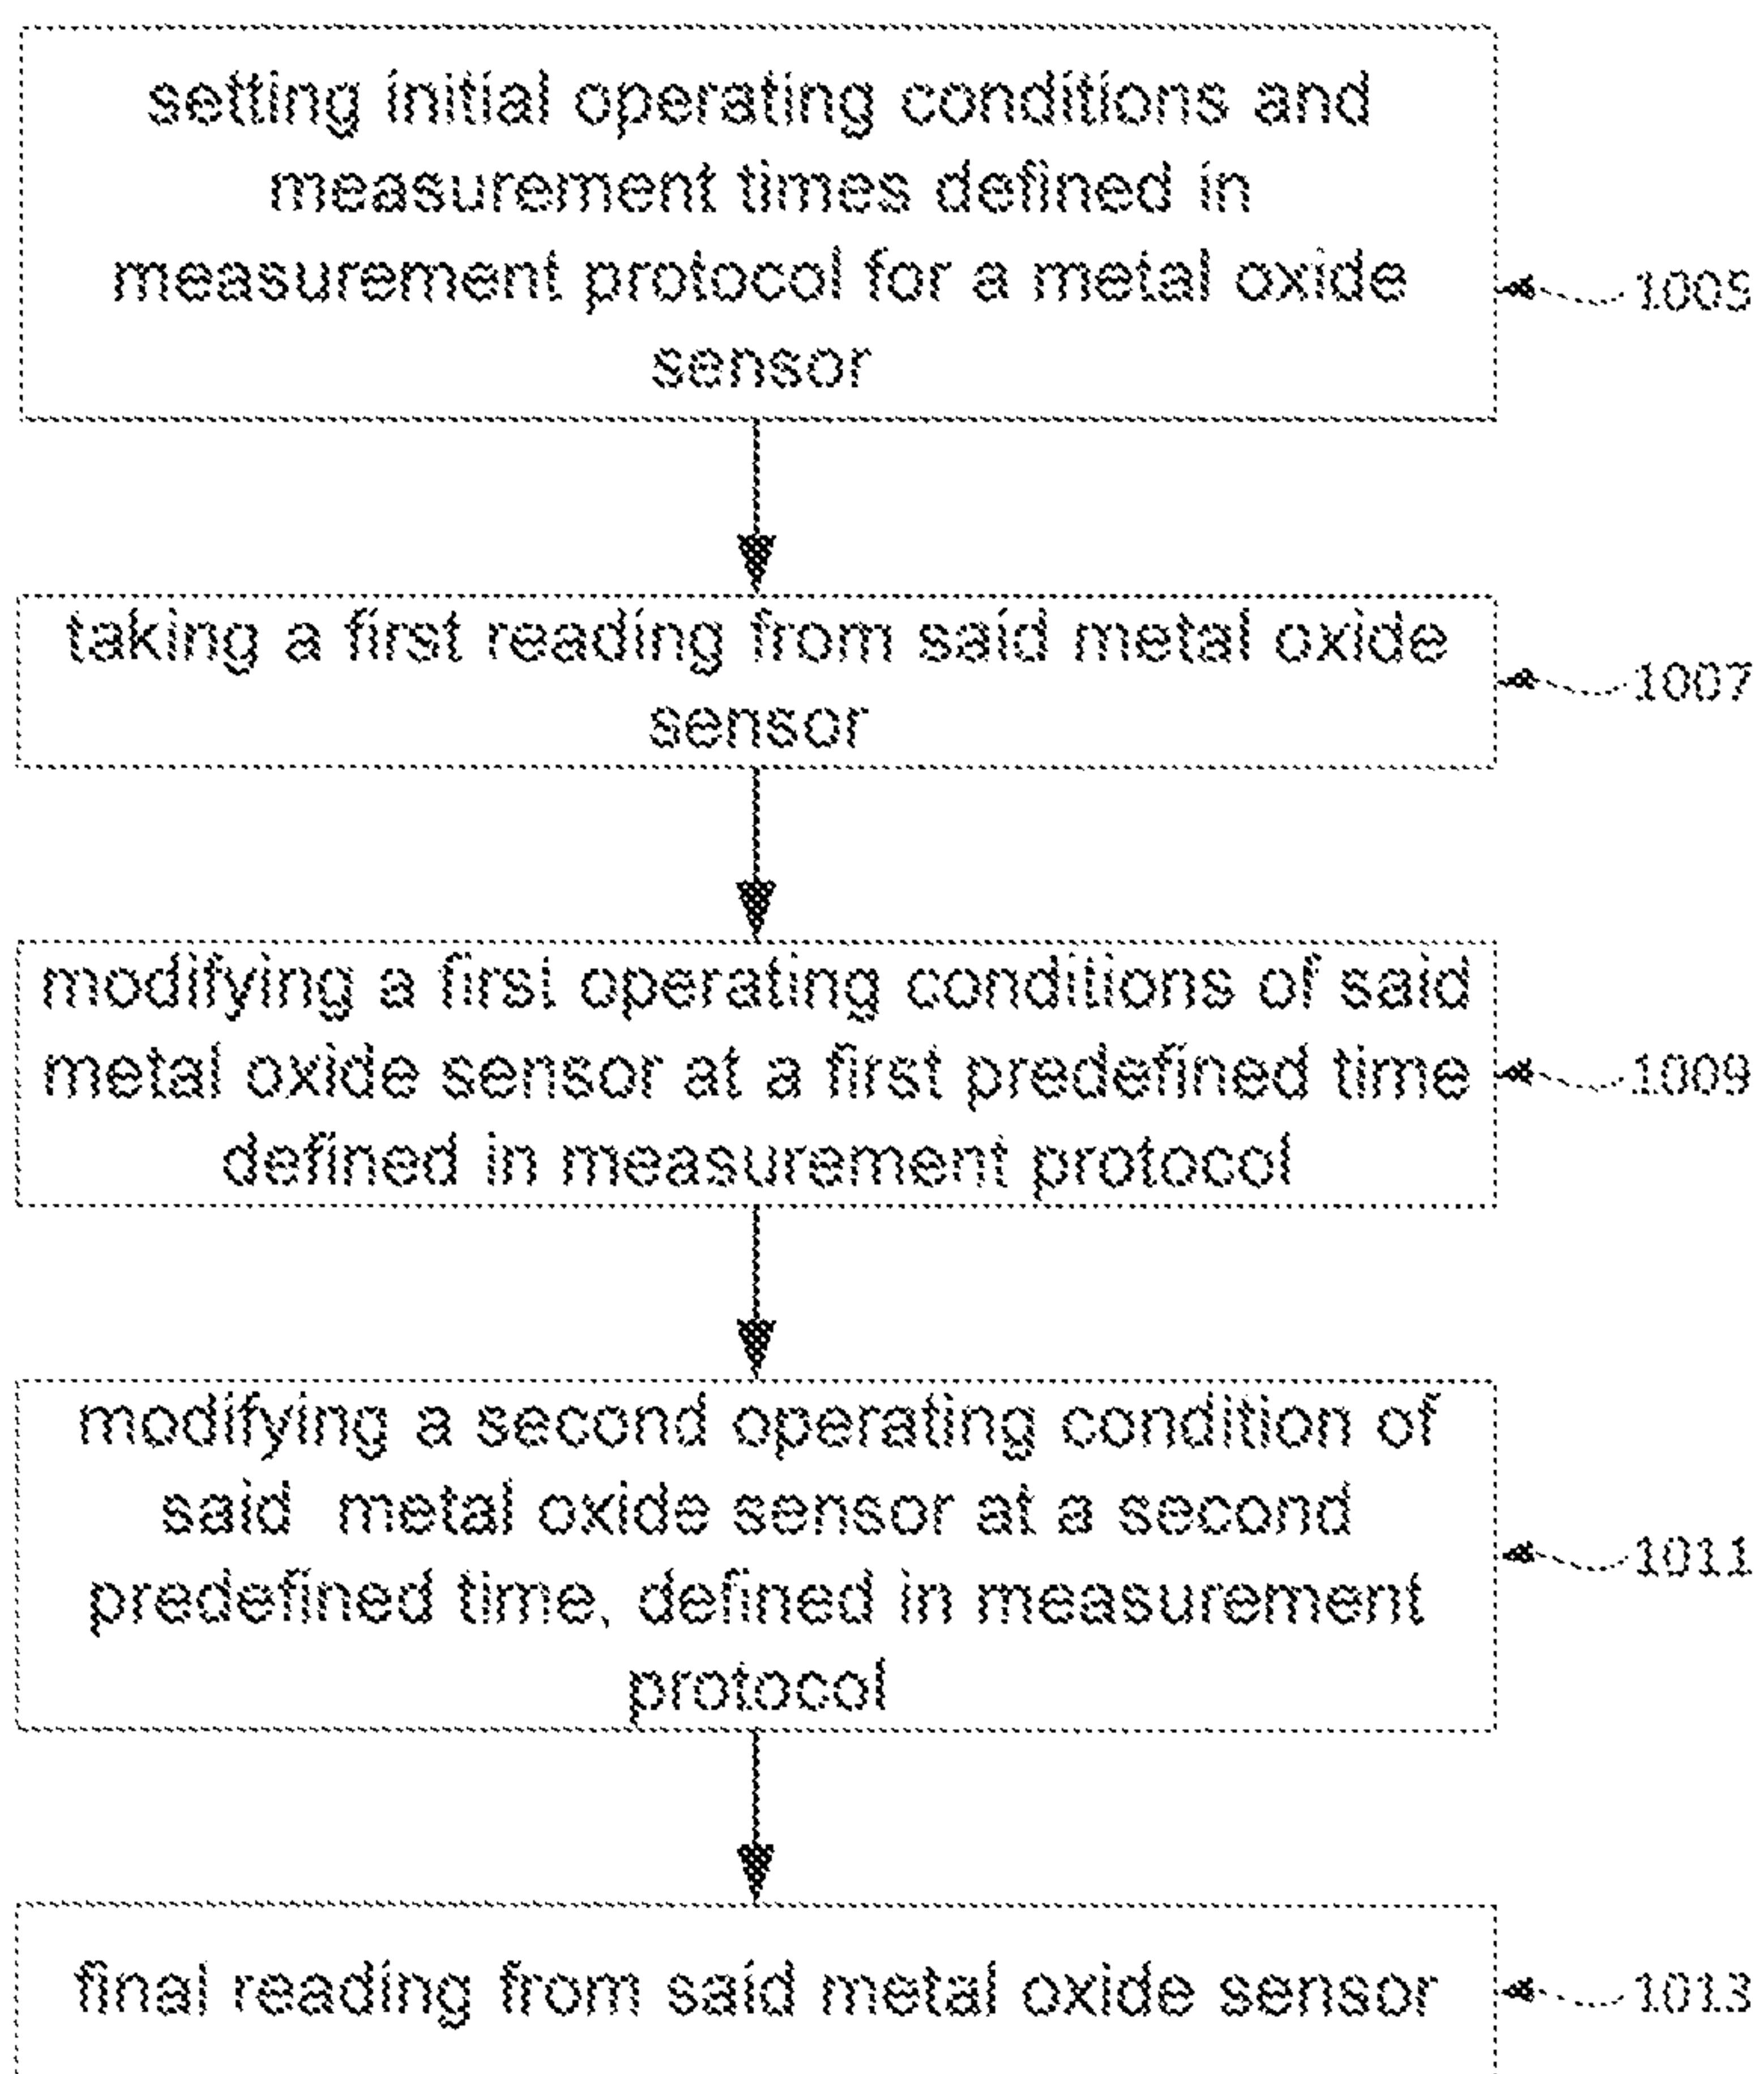 setting initial operating conditions and
measurement times defined in
measurement protocol for a metal oxide
sensor
1005
taking a first reading from said metal oxide
sensor
1007
modifying a first operating conditions of said
metal oxide sensor at a first predefined time
defined in measurement protocol
1009
modifying a second operating condition of
said metal oxide sensor at a second
predefined time, defined in measurement
protocol
1011
final reading from said metal oxide sensor
1013